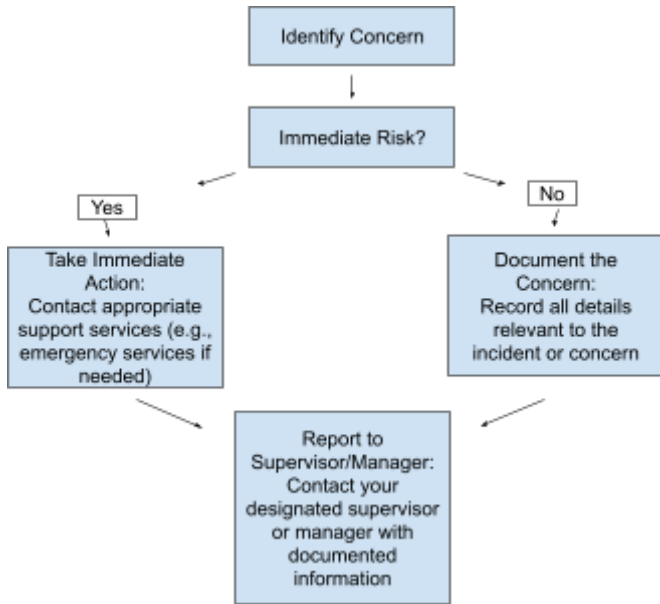 Identify Concern
Immediate Risk?
Yes
No
Take Immediate
Action:
Contact appropriate
support services (e.g.,
emergency services if
needed)
Document the
Concern:
Record all details
relevant to the
incident or concern
Report to
Supervisor/Manager:
Contact your
designated supervisor
or manager with
documented
information